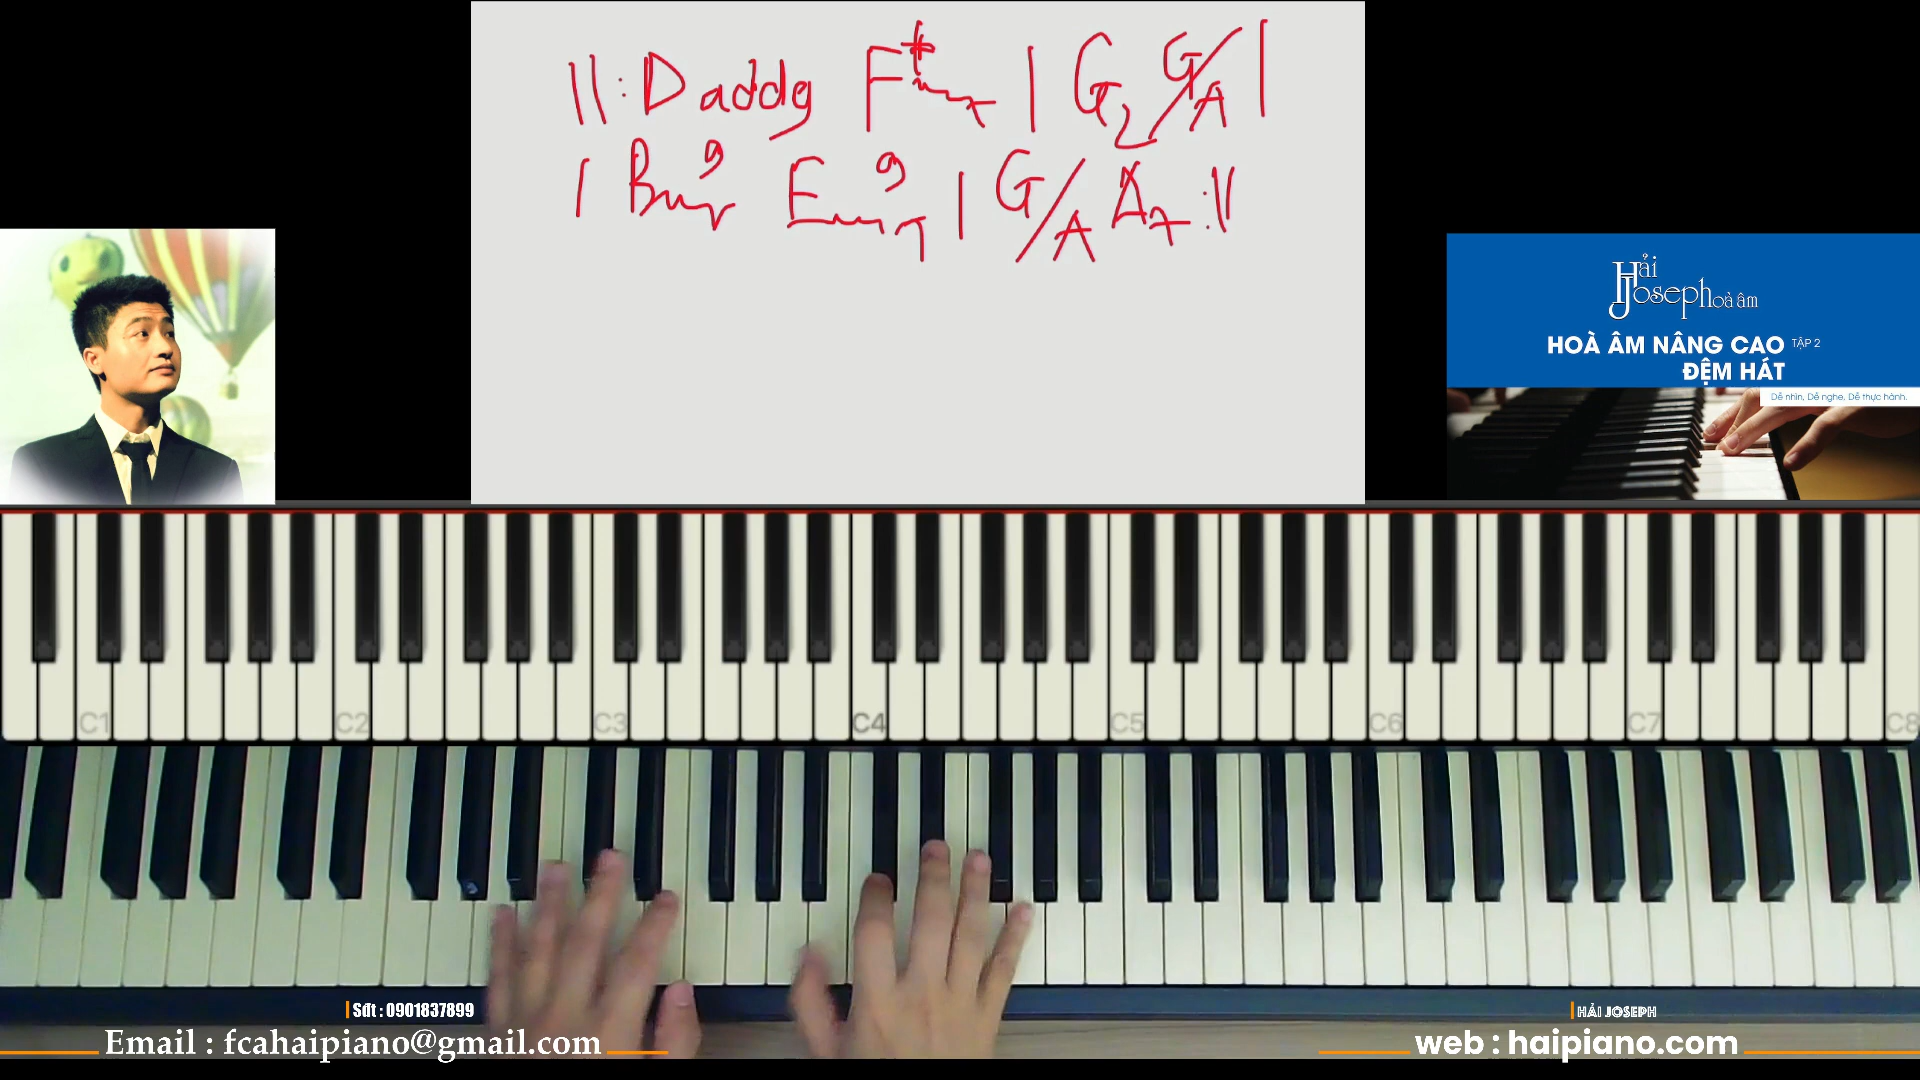 ||: Dadd9 F#m7 | G2 G/A |
| Bm9 Em79 | G/A A7 :||
Hải
Joseph
Hoà âm
HOÀ ÂM NÂNG CAO TẬP 2
ĐỆM HÁT
Dễ nhìn, Dễ nghe, Dễ thực hành.
C1 C2 C3 C4 C5 C6 C7 C8
Sđt : 0901837899
HẢI JOSEPH
Email : fcahaipiano@gmail.com
web : haipiano.com